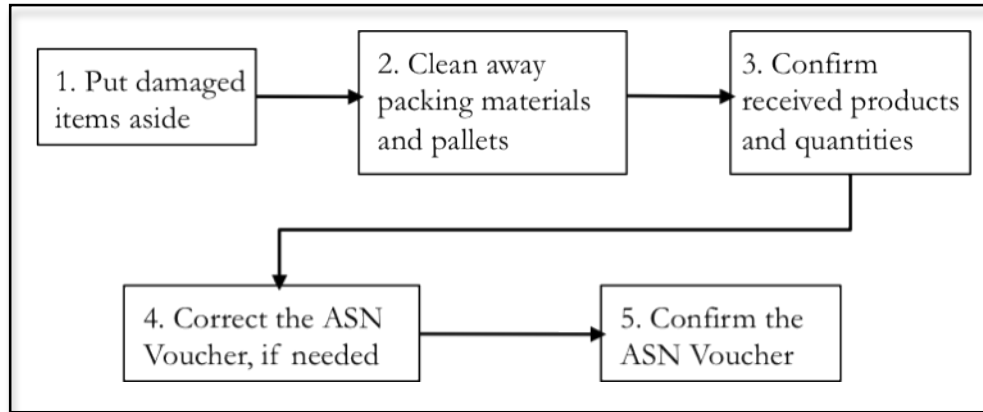 1. Put damaged
items aside
2. Clean away
packing materials
and pallets
3. Confirm
received products
and quantities
4. Correct the ASN
Voucher, if needed
5. Confirm the
ASN Voucher